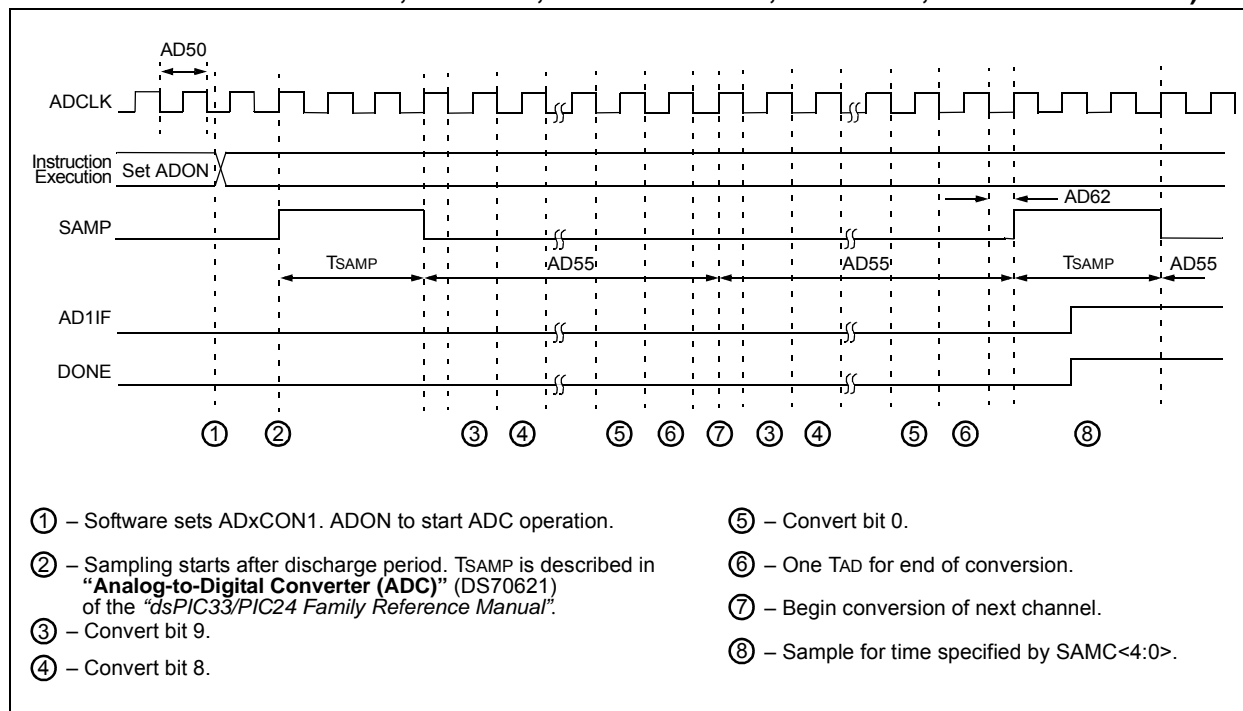 AD50
ADCLK
Instruction
Execution
Set ADON
SAMP
AD62
TSAMP
AD55
AD55
TSAMP
AD55
AD1IF
DONE
1 2 3 4 5 6 7 3 4 5 6 8
1 – Software sets ADxCON1. ADON to start ADC operation.
2 – Sampling starts after discharge period. TSAMP is described in
“Analog-to-Digital Converter (ADC)” (DS70621)
of the “dsPIC33/PIC24 Family Reference Manual”.
3 – Convert bit 9.
4 – Convert bit 8.
5 – Convert bit 0.
6 – One TAD for end of conversion.
7 – Begin conversion of next channel.
8 – Sample for time specified by SAMC<4:0>.